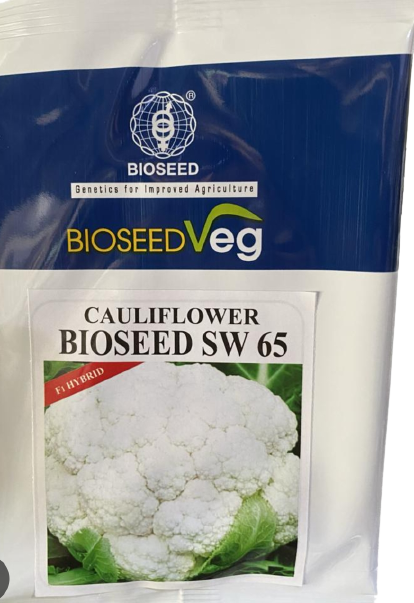 ®
BIOSEED
Genetics for Improved Agriculture
BIOSEEDVeg
CAULIFLOWER
BIOSEED SW 65
F1 HYBRID